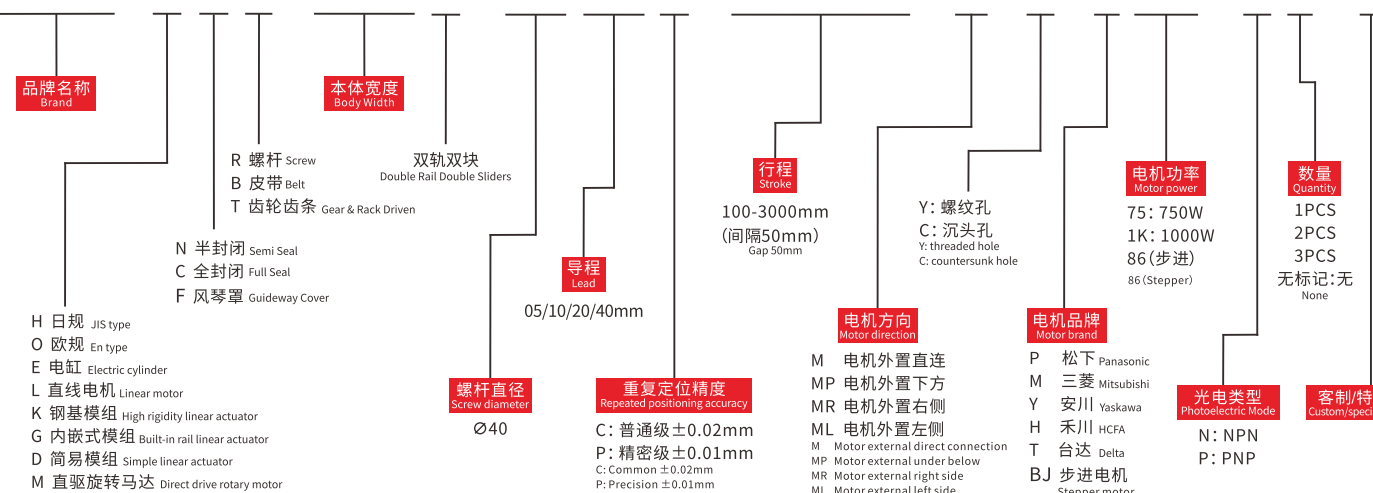 品牌名称
Brand
H 日规 JIS type
O 欧规 En type
E 电缸 Electric cylinder
L 直线电机 Linear motor
K 钢基模组 High rigidity linear actuator
G 内嵌式模组 Built-in rail linear actuator
D 简易模组 Simple linear actuator
M 直驱旋转马达 Direct drive rotary motor
N 半封闭 Semi Seal
C 全封闭 Full Seal
F 风琴罩 Guideway Cover
R 螺杆 Screw
B 皮带 Belt
T 齿轮齿条 Gear & Rack Driven
本体宽度
Body Width
双轨双块
Double Rail Double Sliders
螺杆直径
Screw diameter
Ø40
导程
Lead
05/10/20/40mm
重复定位精度
Repeated positioning accuracy
C: 普通级±0.02mm
P: 精密级±0.01mm
C: Common ±0.02mm
P: Precision ±0.01mm
行程
Stroke
100-3000mm
(间隔50mm)
Gap 50mm
电机方向
Motor direction
M 电机外置直连
MP 电机外置下方
MR 电机外置右侧
ML 电机外置左侧
M Motor external direct connection
MP Motor external under below
MR Motor external right side
ML Motor external left side
Y: 螺纹孔
C: 沉头孔
Y: threaded hole
C: countersunk hole
电机品牌
Motor brand
P 松下 Panasonic
M 三菱 Mitsubishi
Y 安川 Yaskawa
H 禾川 HCFA
T 台达 Delta
BJ 步进电机
Stepper motor
电机功率
Motor power
75: 750W
1K: 1000W
86(步进)
86(Stepper)
光电类型
Photoelectric Mode
N: NPN
P: PNP
数量
Quantity
1PCS
2PCS
3PCS
无标记:无
None
客制/特
Custom/speci